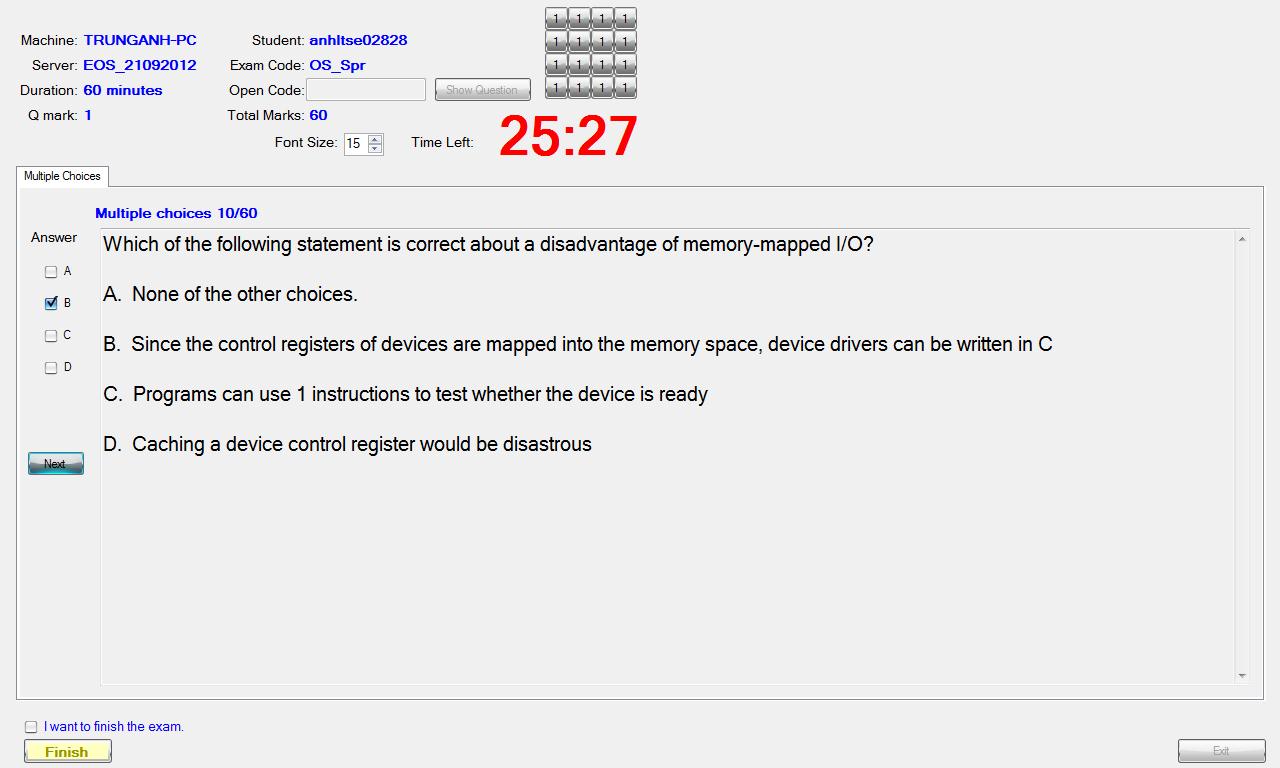 Machine: TRUNGANH-PC Student: anhltse02828
Server: EOS_21092012 Exam Code: OS_Spr
Duration: 60 minutes Open Code: Show Question
Q mark: 1 Total Marks: 60
Font Size: 15 Time Left: 25:27
1 1 1 1
1 1 1 1
1 1 1 1
1 1 1 1
Multiple Choices
Multiple choices 10/60
Answer
A
B
C
D
Next
Which of the following statement is correct about a disadvantage of memory-mapped I/O?
A. None of the other choices.
B. Since the control registers of devices are mapped into the memory space, device drivers can be written in C
C. Programs can use 1 instructions to test whether the device is ready
D. Caching a device control register would be disastrous
I want to finish the exam.
Finish
Exit